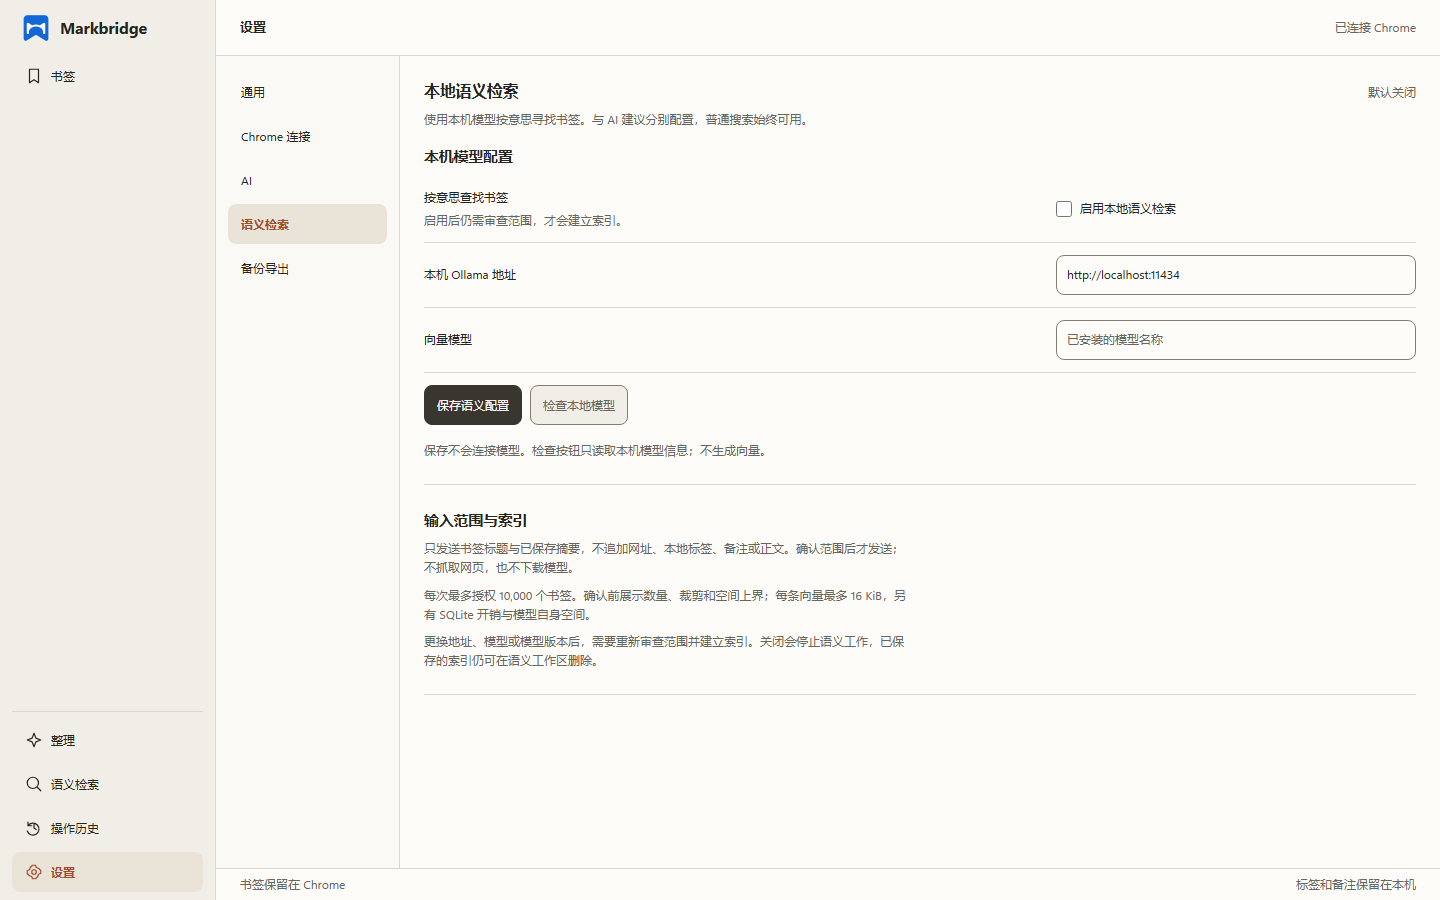 Markbridge
书签
整理
语义检索
操作历史
设置
设置
已连接 Chrome
通用
Chrome 连接
AI
语义检索
备份导出
本地语义检索
默认关闭
使用本机模型按意思寻找书签。与 AI 建议分别配置，普通搜索始终可用。
本机模型配置
按意思查找书签
启用后仍需审查范围，才会建立索引。
启用本地语义检索
本机 Ollama 地址
http://localhost:11434
向量模型
已安装的模型名称
保存语义配置
检查本地模型
保存不会连接模型。检查按钮只读取本机模型信息；不生成向量。
输入范围与索引
只发送书签标题与已保存摘要，不追加网址、本地标签、备注或正文。确认范围后才发送；
不抓取网页，也不下载模型。
每次最多授权 10,000 个书签。确认前展示数量、裁剪和空间上界；每条向量最多 16 KiB，另
有 SQLite 开销与模型自身空间。
更换地址、模型或模型版本后，需要重新审查范围并建立索引。关闭会停止语义工作，已保
存的索引仍可在语义工作区删除。
书签保留在 Chrome
标签和备注保留在本机